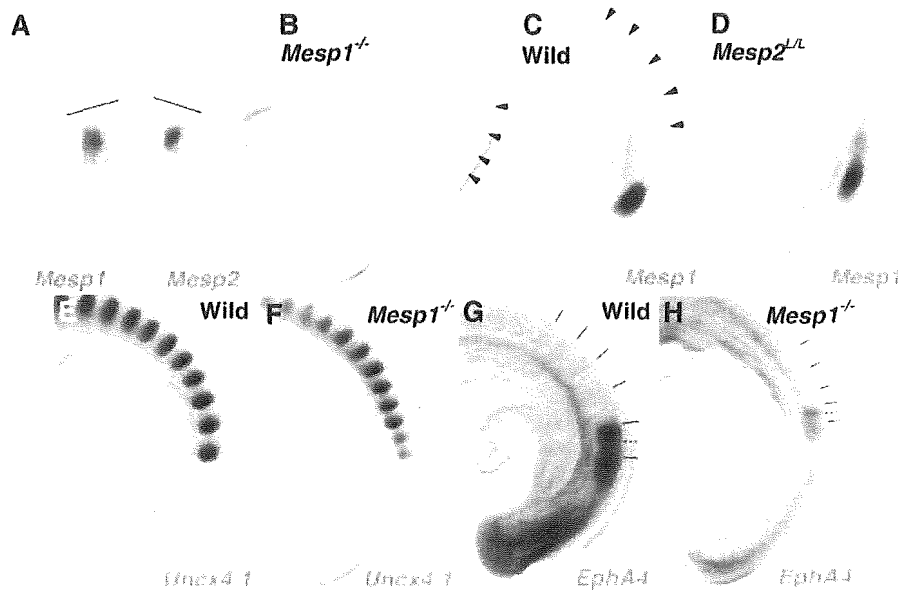 A
B
Mesp1-/-
C
Wild
D
Mesp2L/L
Mesp1
Mesp2
Mesp1
Mesp1
E
Wild
F
Mesp1-/-
G
Wild
H
Mesp1-/-
Uncx4.1
Uncx4.1
EphA4
EphA4